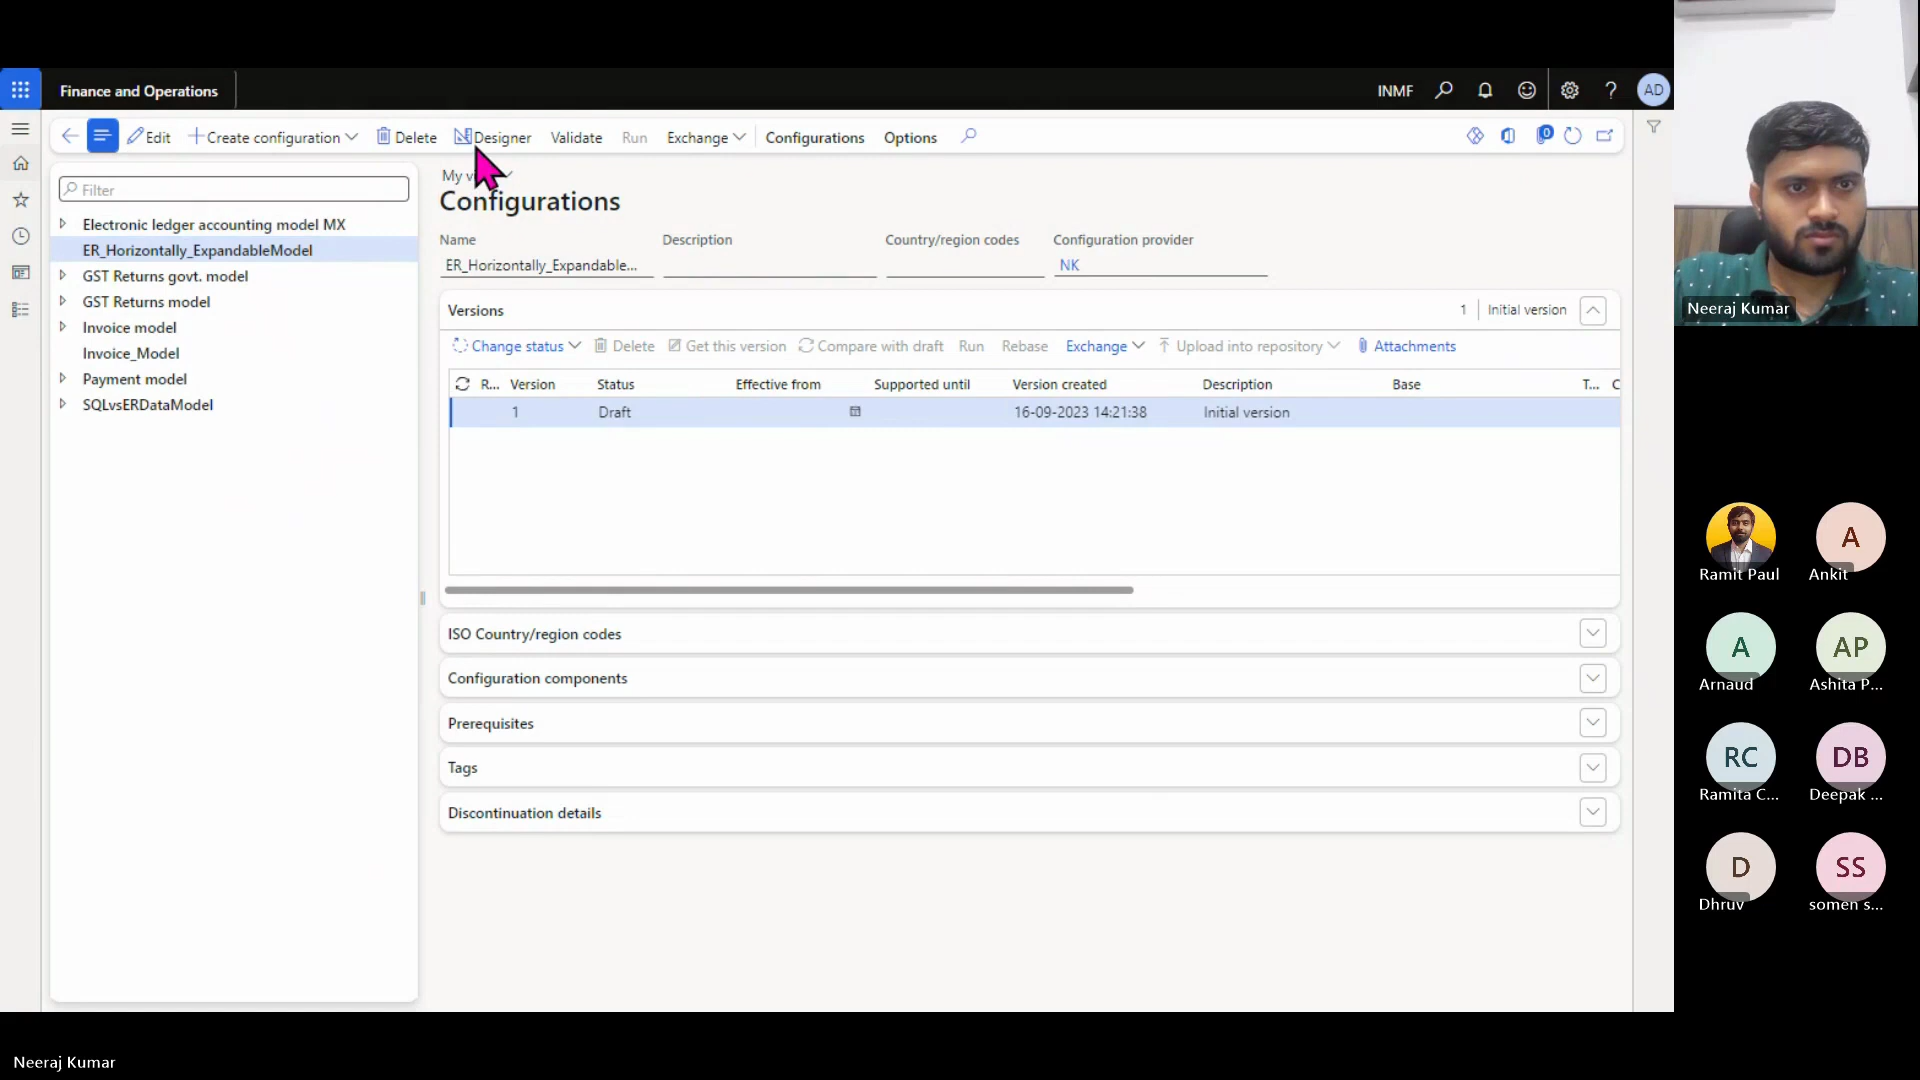 Finance and Operations
INMF
AD
Edit
Create configuration
Delete
Designer
Validate
Run
Exchange
Configurations
Options
0
Filter
Electronic ledger accounting model MX
ER_Horizontally_ExpandableModel
GST Returns govt. model
GST Returns model
Invoice model
Invoice_Model
Payment model
SQLvsERDataModel
My
Configurations
Name
Description
Country/region codes
Configuration provider
ER_Horizontally_Expandable...
NK
Versions
1
Initial version
Change status
Delete
Get this version
Compare with draft
Run
Rebase
Exchange
Upload into repository
Attachments
R... Version Status Effective from Supported until Version created Description Base T... C
1 Draft 16-09-2023 14:21:38 Initial version
ISO Country/region codes
Configuration components
Prerequisites
Tags
Discontinuation details
Neeraj Kumar
Ramit Paul
A
Ankit
A
Arnaud
AP
Ashita P...
RC
Ramita C...
DB
Deepak ...
D
Dhruv
SS
somen s...
Neeraj Kumar